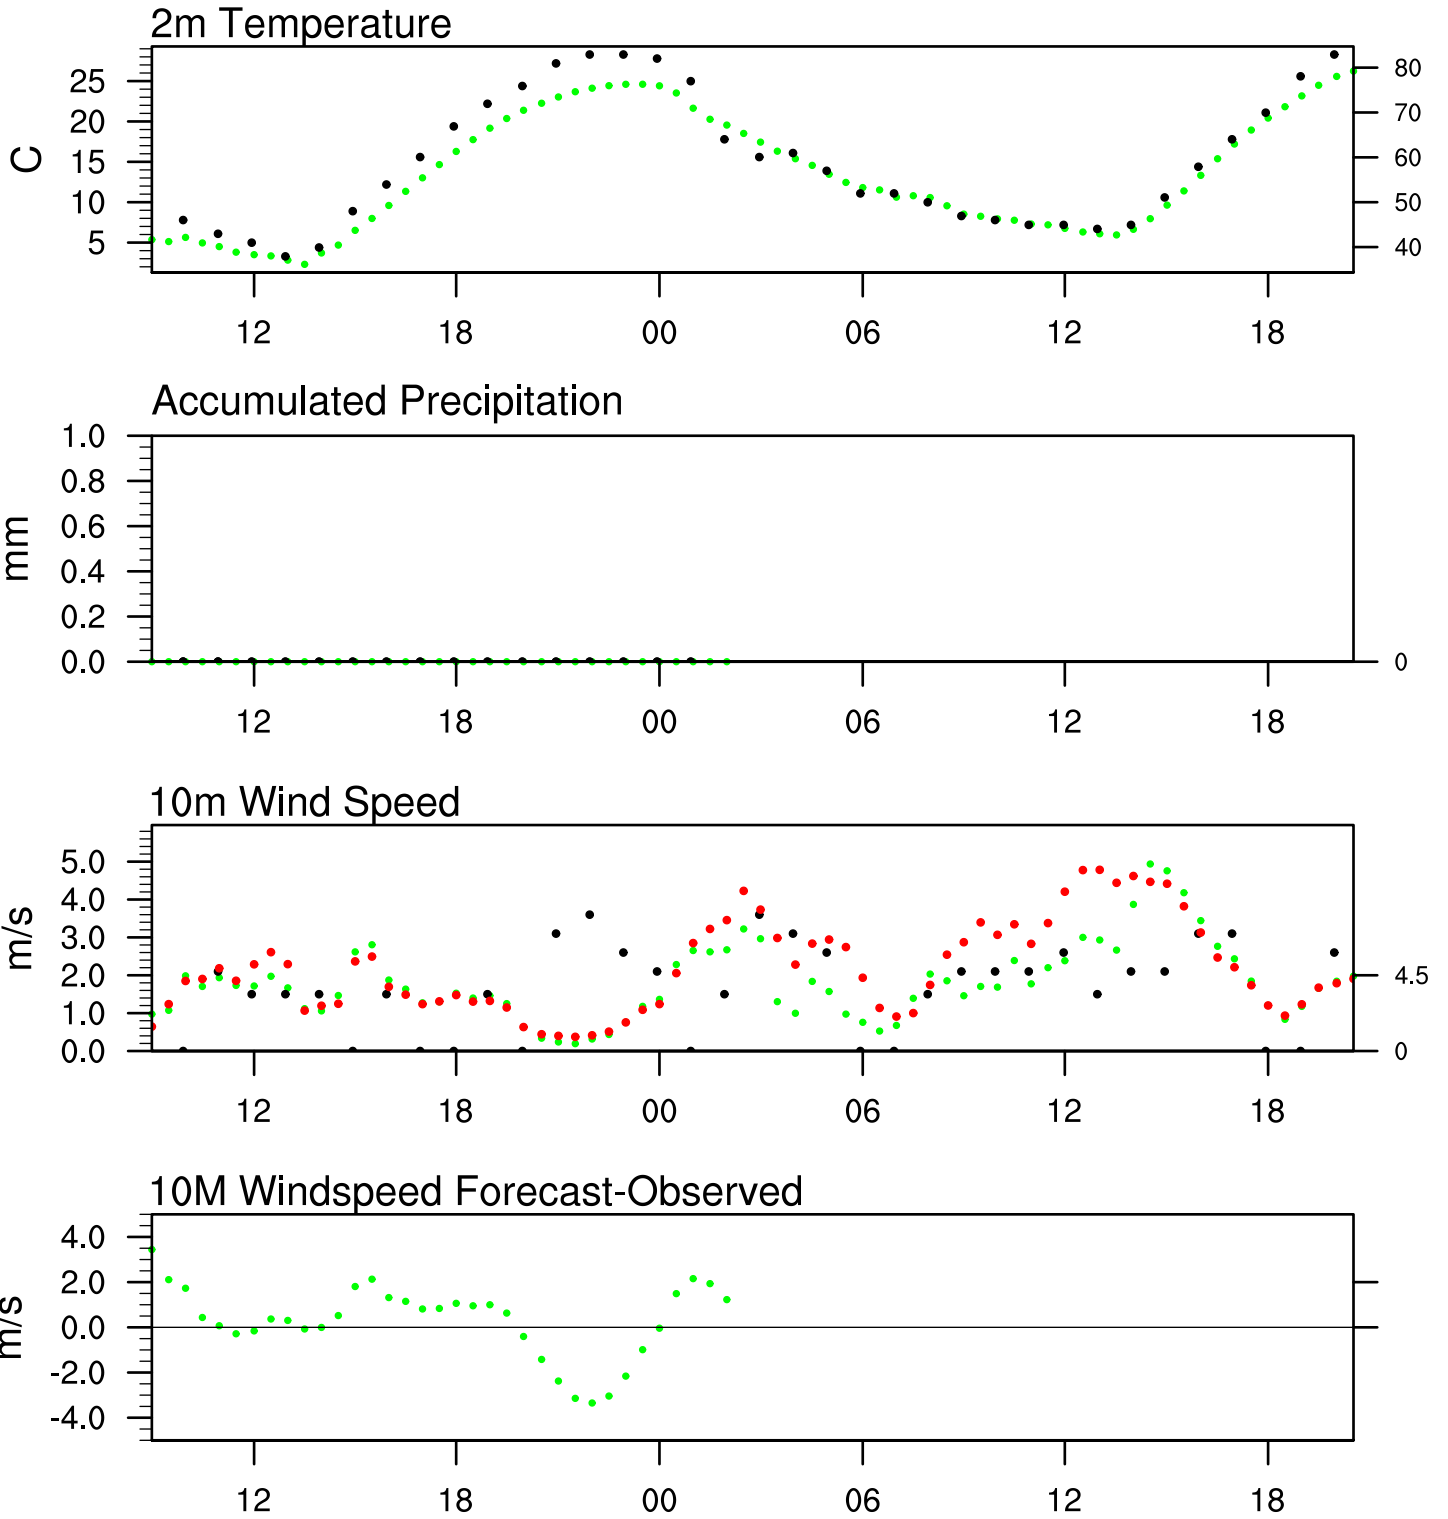 2m Temperature
25
20
15
10
5
C
80
70
60
50
40
12 18 00 06 12 18
Accumulated Precipitation
1.0
0.8
0.6
0.4
0.2
0.0
mm
0
12 18 00 06 12 18
10m Wind Speed
5.0
4.0
3.0
2.0
1.0
0.0
m/s
4.5
0
12 18 00 06 12 18
10M Windspeed Forecast-Observed
4.0
2.0
0.0
-2.0
-4.0
m/s
12 18 00 06 12 18